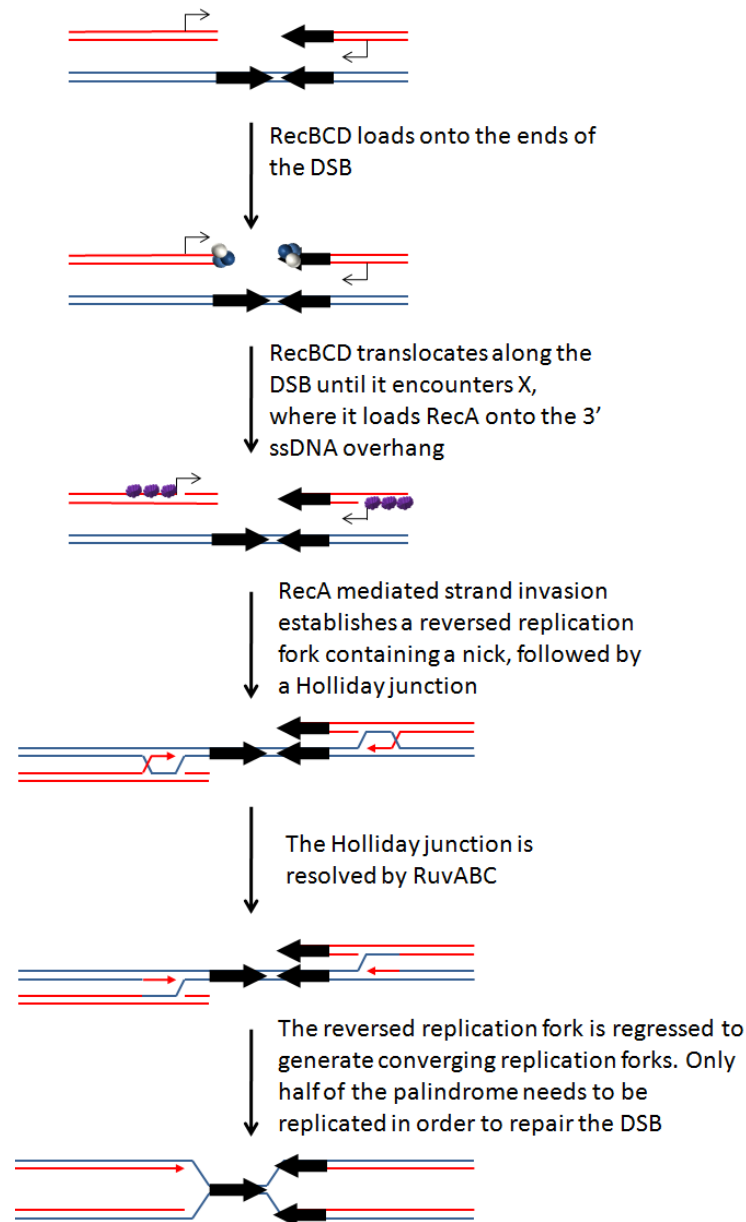 RecBCD loads onto the ends of
the DSB
RecBCD translocates along the
DSB until it encounters X,
where it loads RecA onto the 3’
ssDNA overhang
RecA mediated strand invasion
establishes a reversed replication
fork containing a nick, followed by
a Holliday junction
The Holliday junction is
resolved by RuvABC
The reversed replication fork is regressed to
generate converging replication forks. Only
half of the palindrome needs to be
replicated in order to repair the DSB